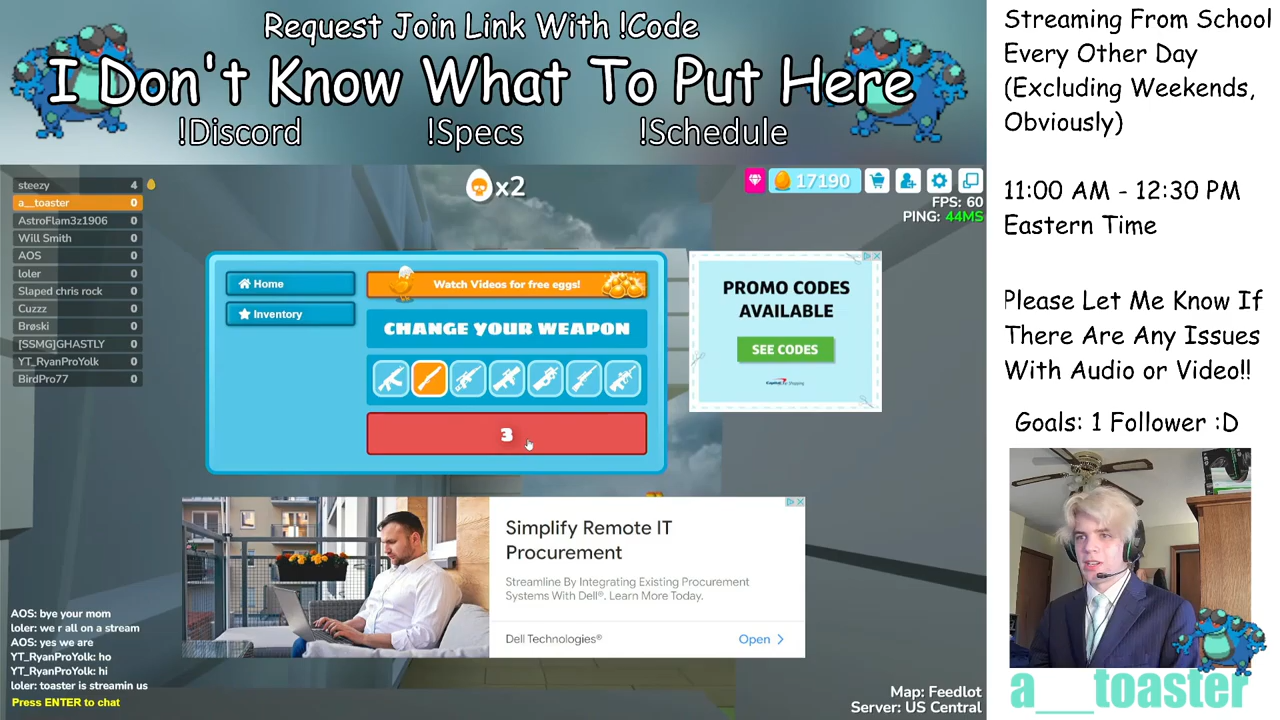 Request Join Link With !Code
I Don't Know What To Put Here
!Discord
!Specs
!Schedule
steezy 4
a__toaster 0
AstroFlam3z1906 0
Will Smith 0
AOS 0
loler 0
Slaped chris rock 0
Cuzzz 0
Brøski 0
[SSMG]GHASTLY 0
YT_RyanProYolk 0
BirdPro77 0
x2
17190
FPS: 60
PING: 44MS
Home
Inventory
Watch Videos for free eggs!
CHANGE YOUR WEAPON
3
PROMO CODES
AVAILABLE
SEE CODES
Simplify Remote IT
Procurement
Streamline By Integrating Existing Procurement
Systems With Dell®. Learn More Today.
Dell Technologies®
Open
AOS: bye your mom
loler: we r all on a stream
AOS: yes we are
YT_RyanProYolk: ho
YT_RyanProYolk: hi
loler: toaster is streamin us
Press ENTER to chat
Map: Feedlot
Server: US Central
Streaming From School
Every Other Day
(Excluding Weekends,
Obviously)
11:00 AM - 12:30 PM
Eastern Time
Please Let Me Know If
There Are Any Issues
With Audio or Video!!
Goals: 1 Follower :D
a__toaster